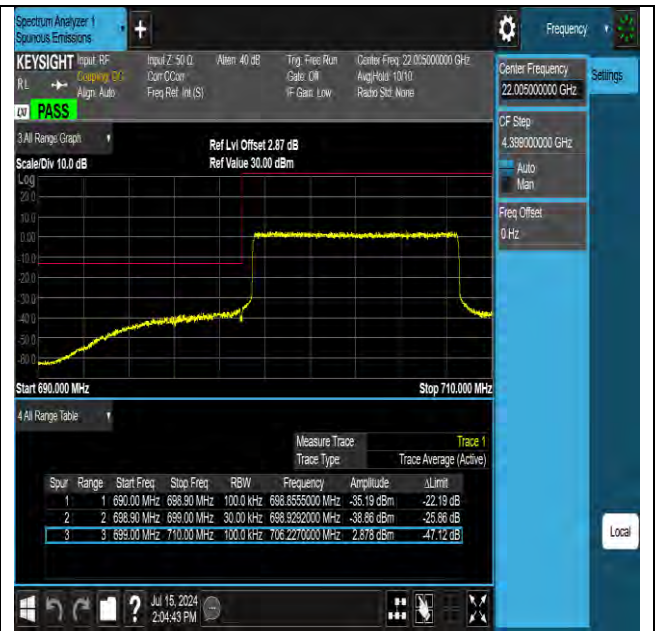 Spectrum Analyzer 1
Spurious Emissions
Frequency
KEYSIGHT Input: RF Input Z: 50 Ω Atten: 40 dB Trig: Free Run Center Freq: 22.005000000 GHz
RL Coupling: DC Corr CCorr Gate: Off Avg|Hold: 10/10
Align: Auto Freq Ref: Int (S) IF Gain: Low Radio Std: None
PASS
Center Frequency
22.005000000 GHz
Settings
CF Step
4.399000000 GHz
Auto
Man
Freq Offset
0 Hz
3 All Range Graph
Ref Lvl Offset 2.87 dB
Scale/Div 10.0 dB Ref Value 30.00 dBm
Log
20.0
10.0
0.00
-10.0
-20.0
-30.0
-40.0
-50.0
-60.0
Start 690.000 MHz Stop 710.000 MHz
4 All Range Table
Measure Trace Trace 1
Trace Type Trace Average (Active)
Spur Range Start Freq Stop Freq RBW Frequency Amplitude ΔLimit
1 1 690.00 MHz 698.90 MHz 100.0 kHz 698.8555000 MHz -35.19 dBm -22.19 dB
2 2 698.90 MHz 699.00 MHz 30.00 kHz 698.9292000 MHz -38.86 dBm -25.86 dB
3 3 699.00 MHz 710.00 MHz 100.0 kHz 706.2270000 MHz 2.878 dBm -47.12 dB
Local
?
Jul 15, 2024
2:04:43 PM